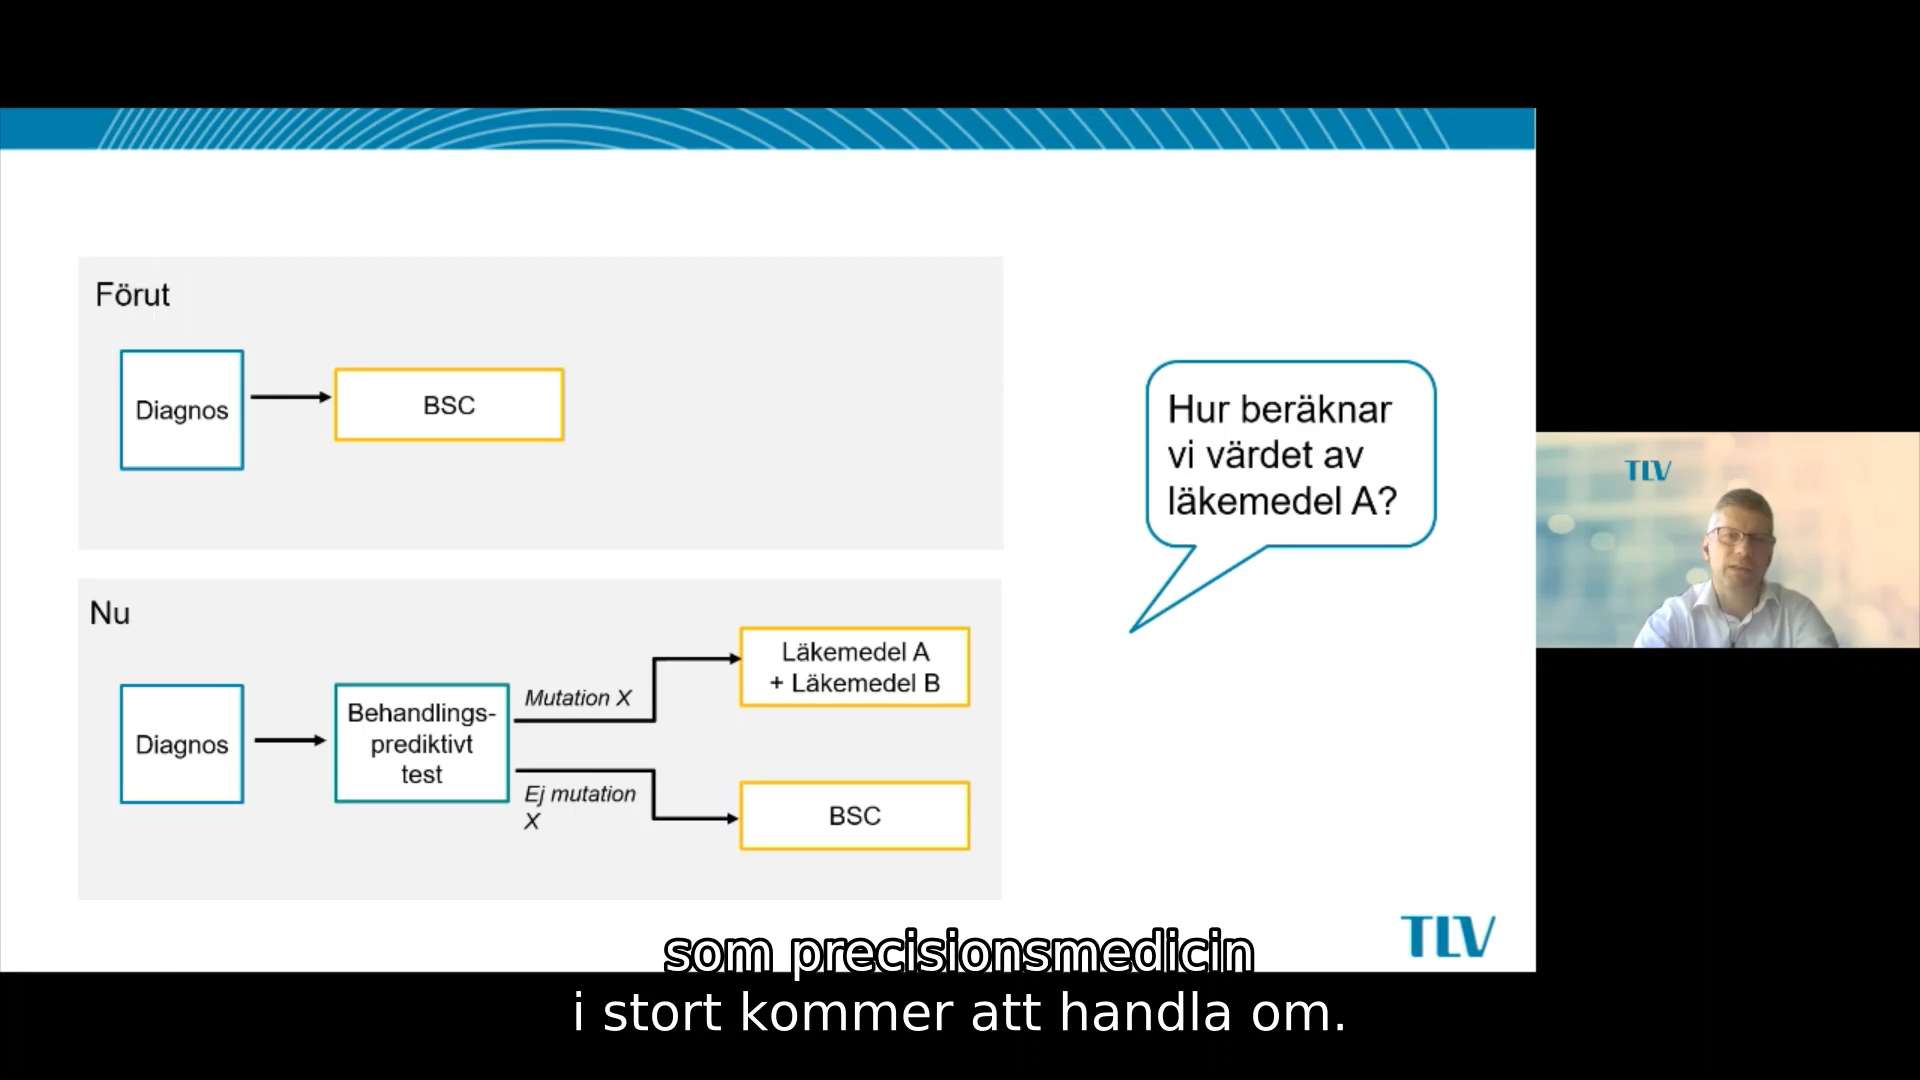 Förut
Diagnos
BSC
Hur beräknar
vi värdet av
läkemedel A?
TLV
Nu
Diagnos
Behandlings-
prediktivt
test
Mutation X
Ej mutation
X
Läkemedel A
+ Läkemedel B
BSC
TLV
som precisionsmedicin
i stort kommer att handla om.